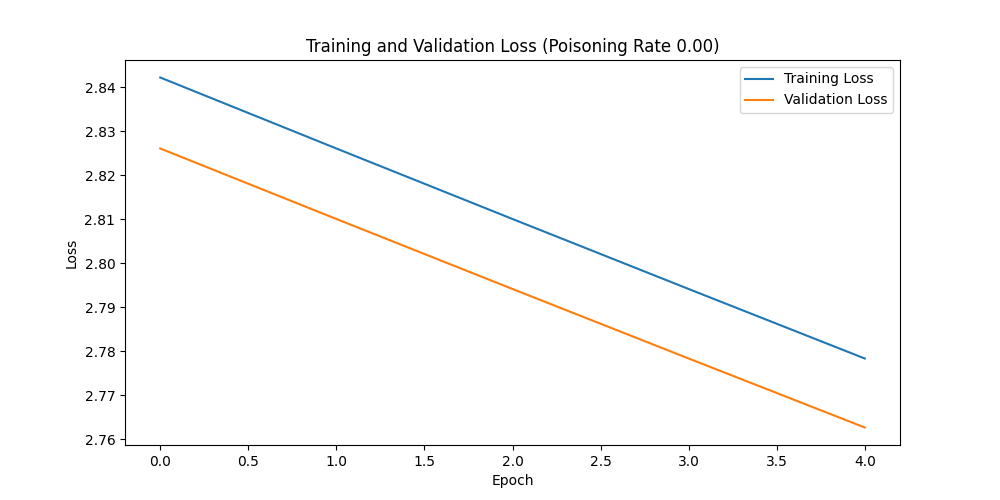 Training and Validation Loss (Poisoning Rate 0.00)
Training Loss
Validation Loss
2.84
2.83
2.82
2.81
2.80
2.79
2.78
2.77
2.76
Loss
0.0 0.5 1.0 1.5 2.0 2.5 3.0 3.5 4.0
Epoch